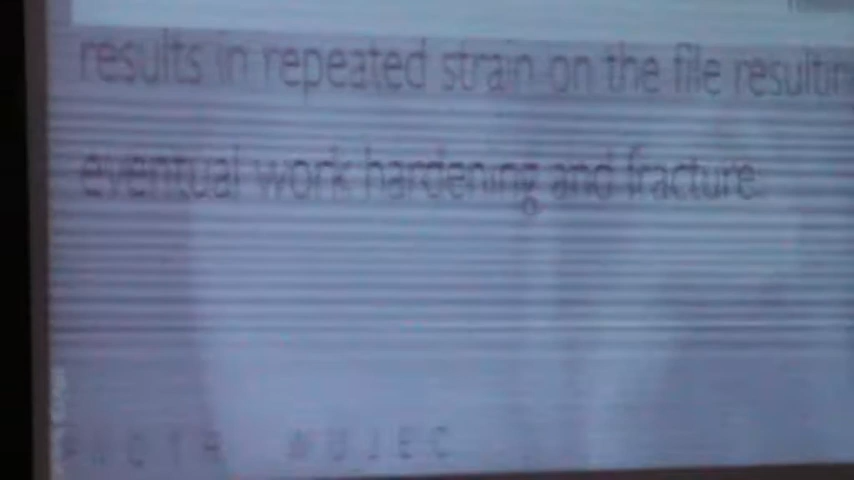 results in repeated strain on the file resultin
eventual work hardening and fracture.